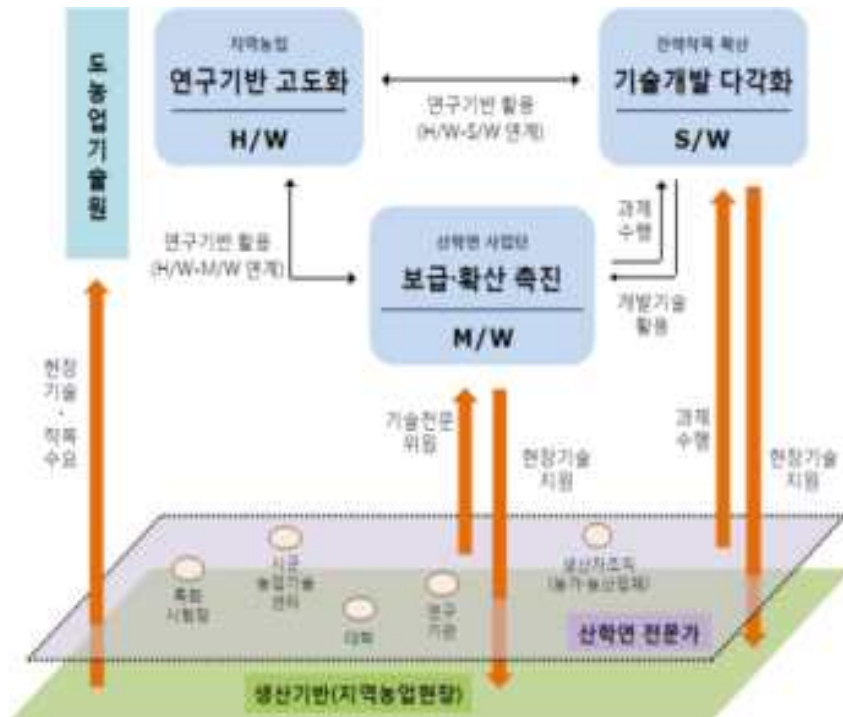 도농업기술원
지역농업
연구기반 고도화
H/W
전략작목 확산
기술개발 다각화
S/W
연구기반 활용
(H/W-S/W 연계)
연구기반 활용
(H/W-M/W 연계)
산학연 사업단
보급·확산 촉진
M/W
과제
수행
개발기술
활용
현장
기술
·
작목
수요
기술전문
위원
현장기술
지원
과제
수행
현장기술
지원
특화
시험장
시군
농업기술
센터
대학
연구
기관
생산자조직
(농가·농산업체)
산학연 전문가
생산기반(지역농업현장)